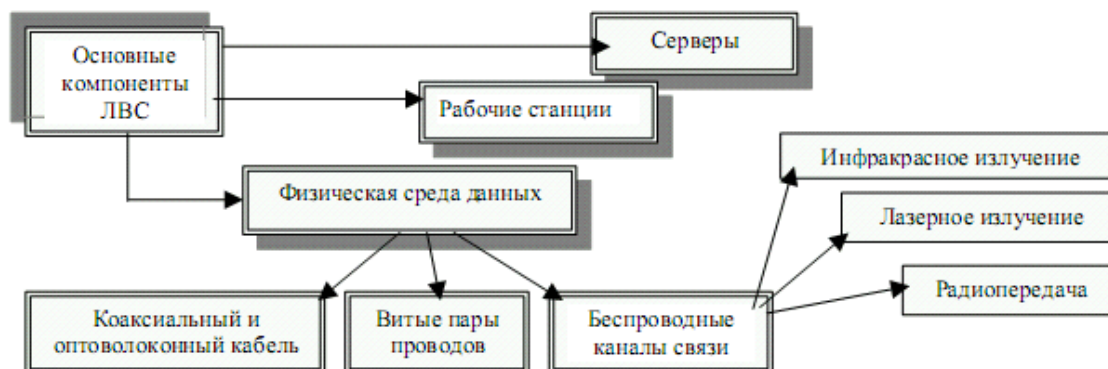 Основные
компоненты
ЛВС
Серверы
Рабочие станции
Физическая среда данных
Коаксиальный и
оптоволоконный кабель
Витые пары
проводов
Беспроводные
каналы связи
Инфракрасное излучение
Лазерное излучение
Радиопередача